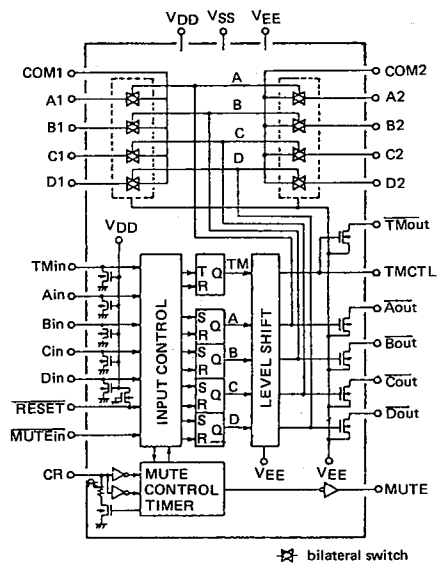 VDD VSS VEE
COM1 A COM2
A1 A2
B
B1 B2
C
C1 C2
D
D1 D2
VDD TMout
TMin T Q TM TMCTL
R
Ain Aout
S Q A
Bin R Bout
S Q B
Cin R Cout
S Q C
Din R Dout
S Q D
RESET R
INPUT CONTROL
LEVEL SHIFT
MUTEin
VEE VEE
CR MUTE CONTROL TIMER MUTE
bilateral switch